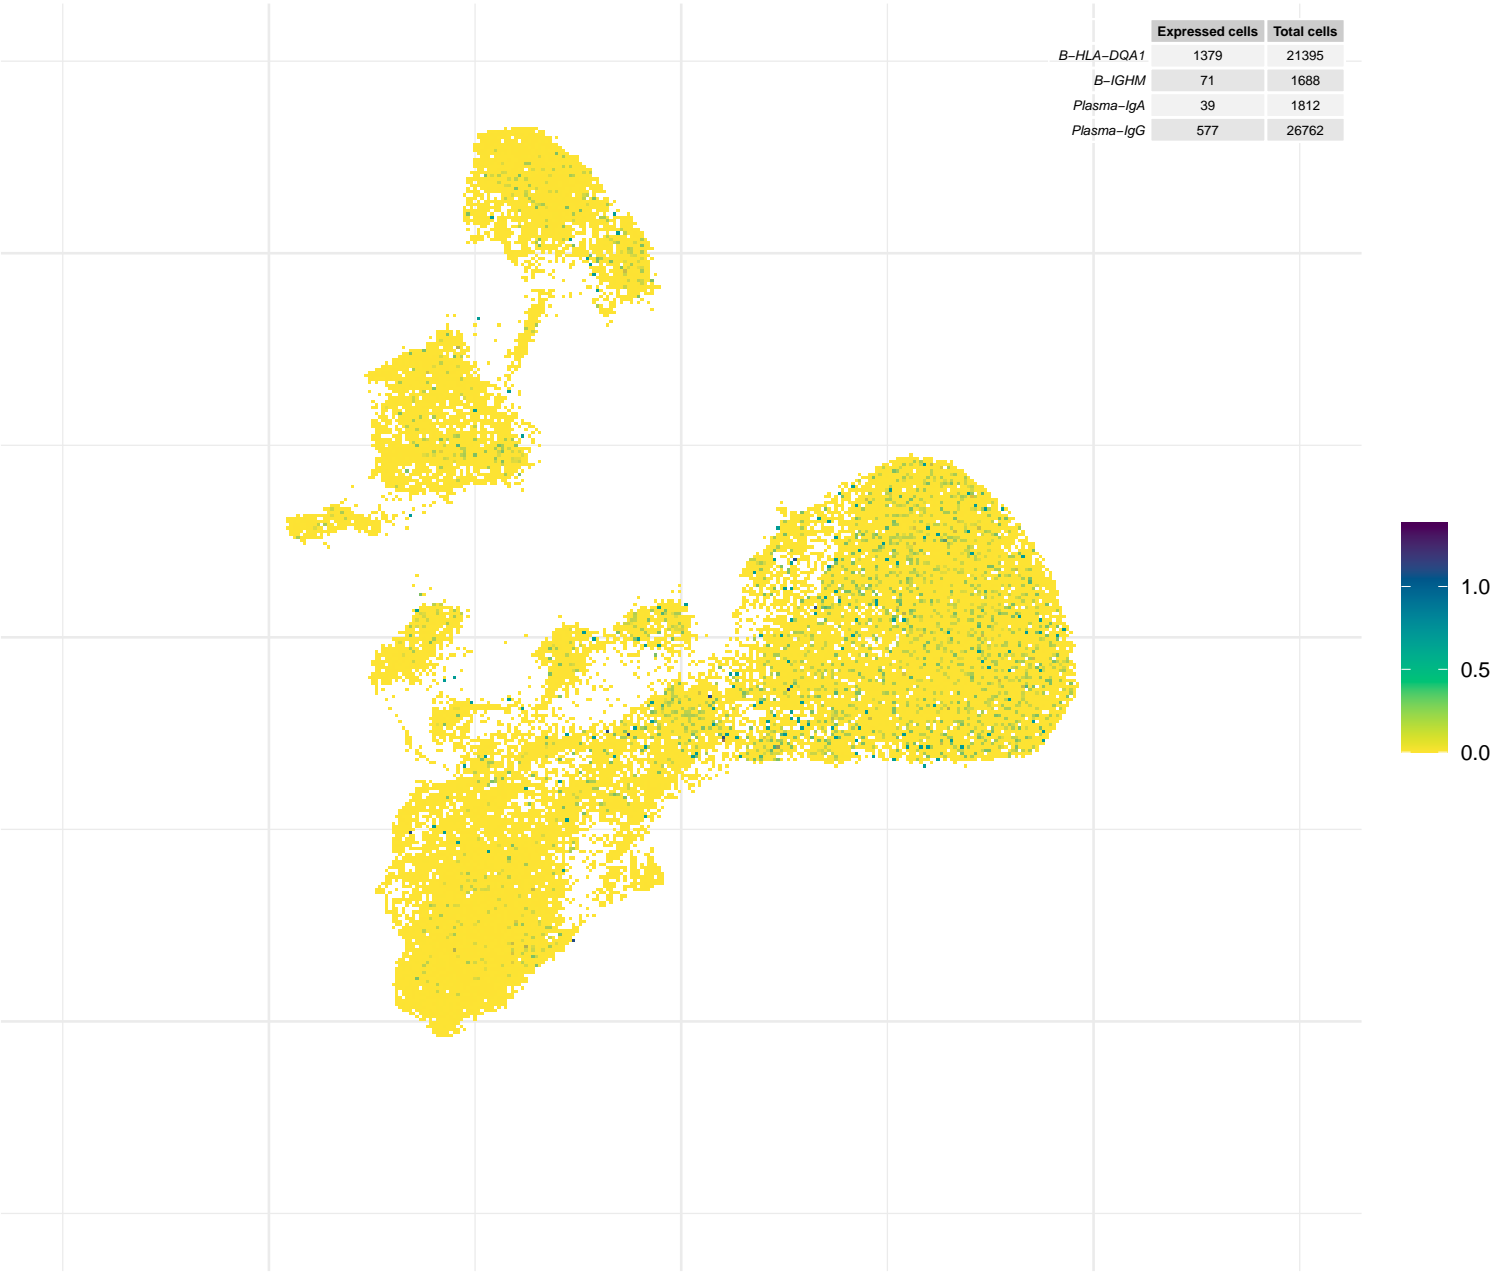 Expressed cells Total cells
B−HLA−DQA1 1379 21395
B−IGHM 71 1688
Plasma−IgA 39 1812
Plasma−IgG 577 26762
1.0
0.5
0.0